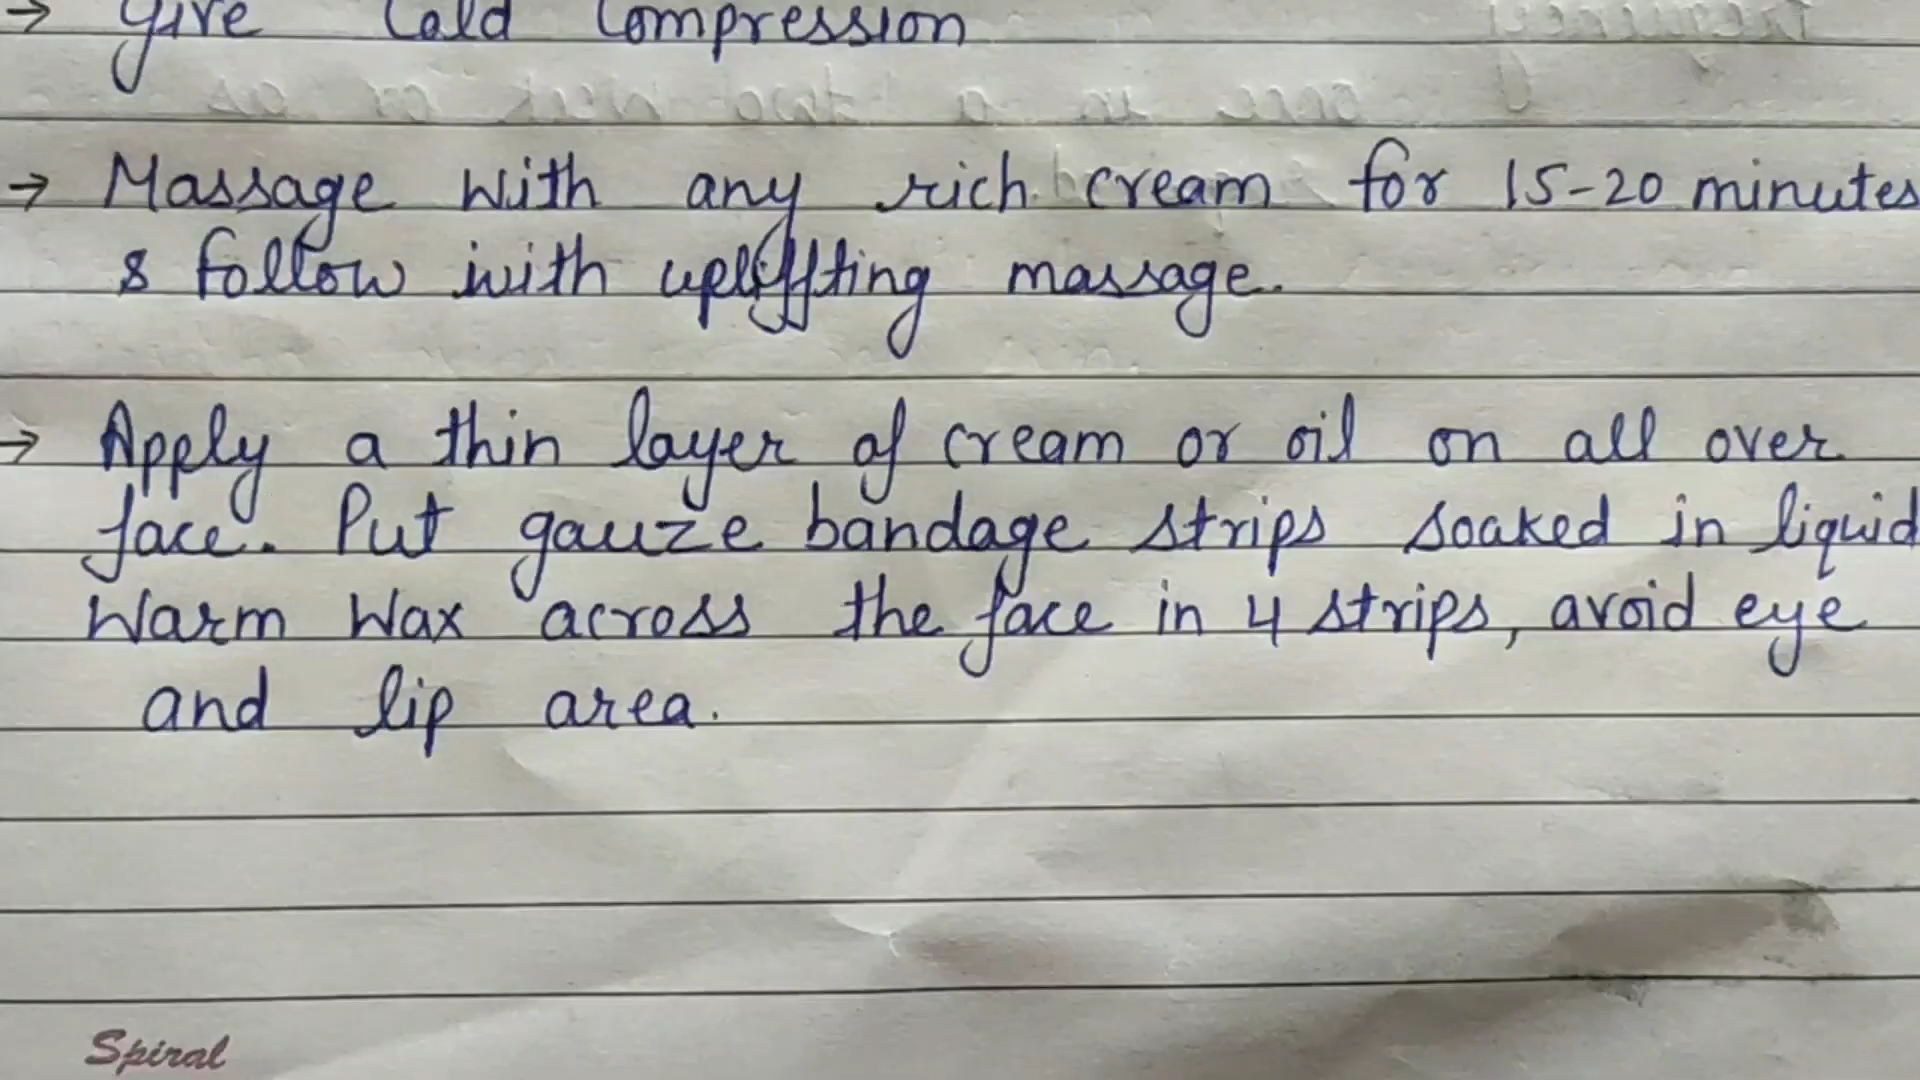 → Give Cold Compression
→ Massage with any rich cream for 15-20 minutes
& follow with upliffting massage.
→ Apply a thin layer of cream or oil on all over
face. Put gauze bandage strips soaked in liquid
Warm Wax across the face in 4 strips, avoid eye
and lip area.
Spiral